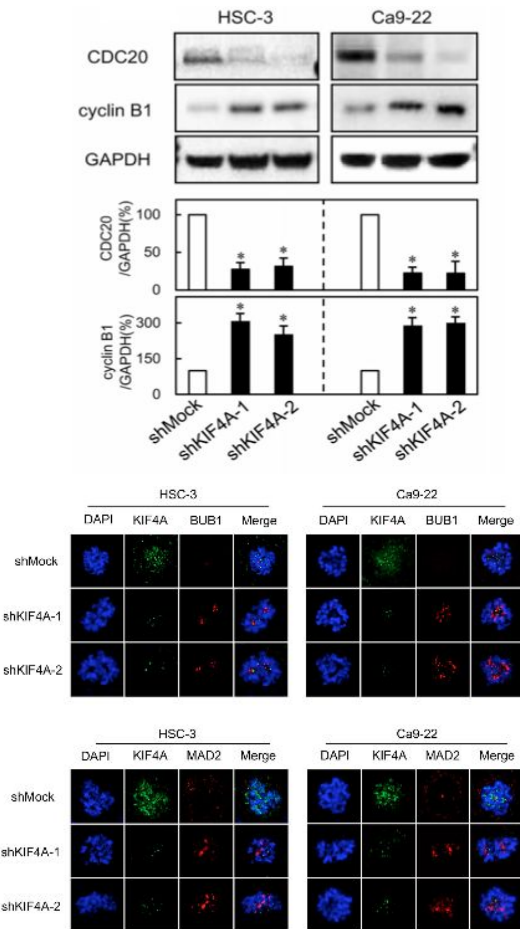 HSC-3 Ca9-22
CDC20
cyclin B1
GAPDH
CDC20
/GAPDH(%)
100
50
0
* * * *
cyclin B1
/GAPDH(%)
300
150
0
* * * *
shMock shKIF4A-1 shKIF4A-2 shMock shKIF4A-1 shKIF4A-2
HSC-3 Ca9-22
DAPI KIF4A BUB1 Merge DAPI KIF4A BUB1 Merge
shMock
shKIF4A-1
shKIF4A-2
HSC-3 Ca9-22
DAPI KIF4A MAD2 Merge DAPI KIF4A MAD2 Merge
shMock
shKIF4A-1
shKIF4A-2